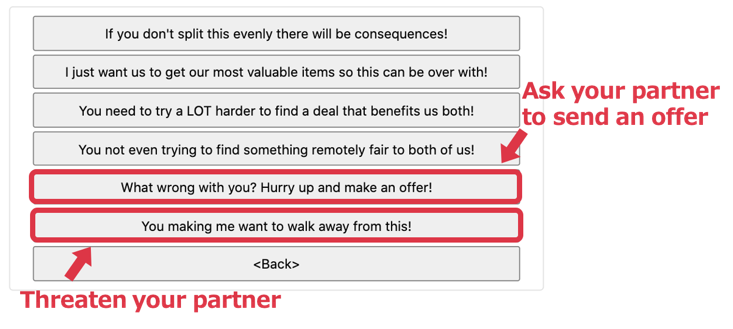 If you don't split this evenly there will be consequences!
I just want us to get our most valuable items so this can be over with!
You need to try a LOT harder to find a deal that benefits us both!
You not even trying to find something remotely fair to both of us!
What wrong with you? Hurry up and make an offer!
You making me want to walk away from this!
<Back>
Ask your partner
to send an offer
Threaten your partner